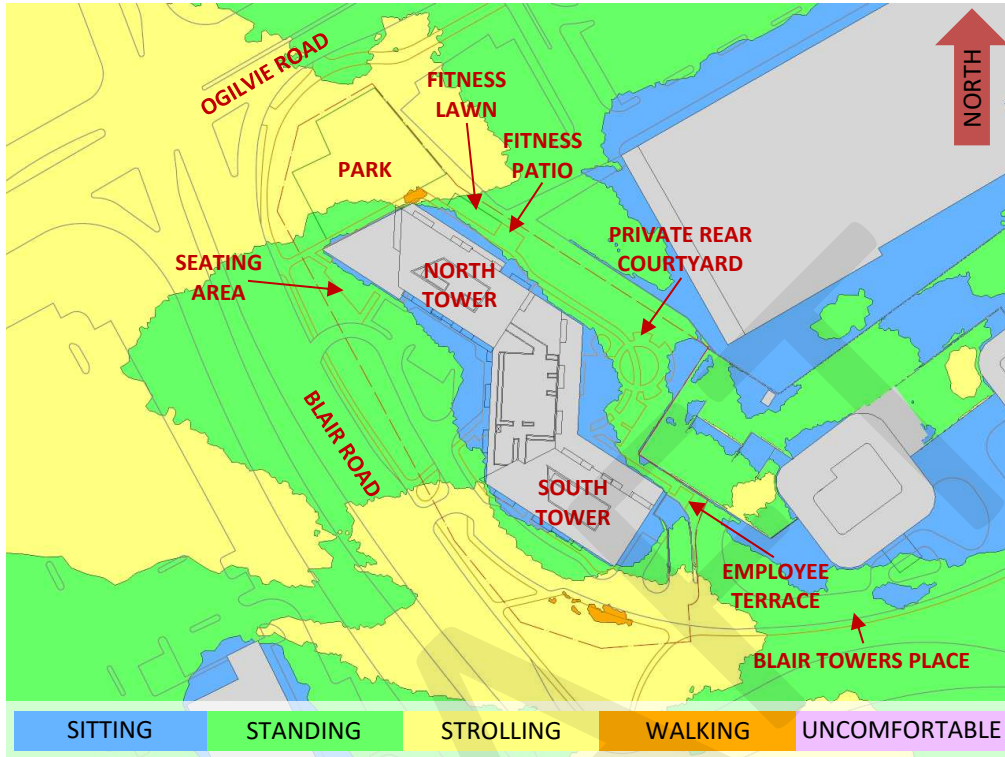 OGILVIE ROAD
FITNESS
LAWN
NORTH
FITNESS
PATIO
PARK
PRIVATE REAR
COURTYARD
SEATING
AREA
NORTH
TOWER
BLAIR ROAD
SOUTH
TOWER
EMPLOYEE
TERRACE
BLAIR TOWERS PLACE
SITTING
STANDING
STROLLING
WALKING
UNCOMFORTABLE